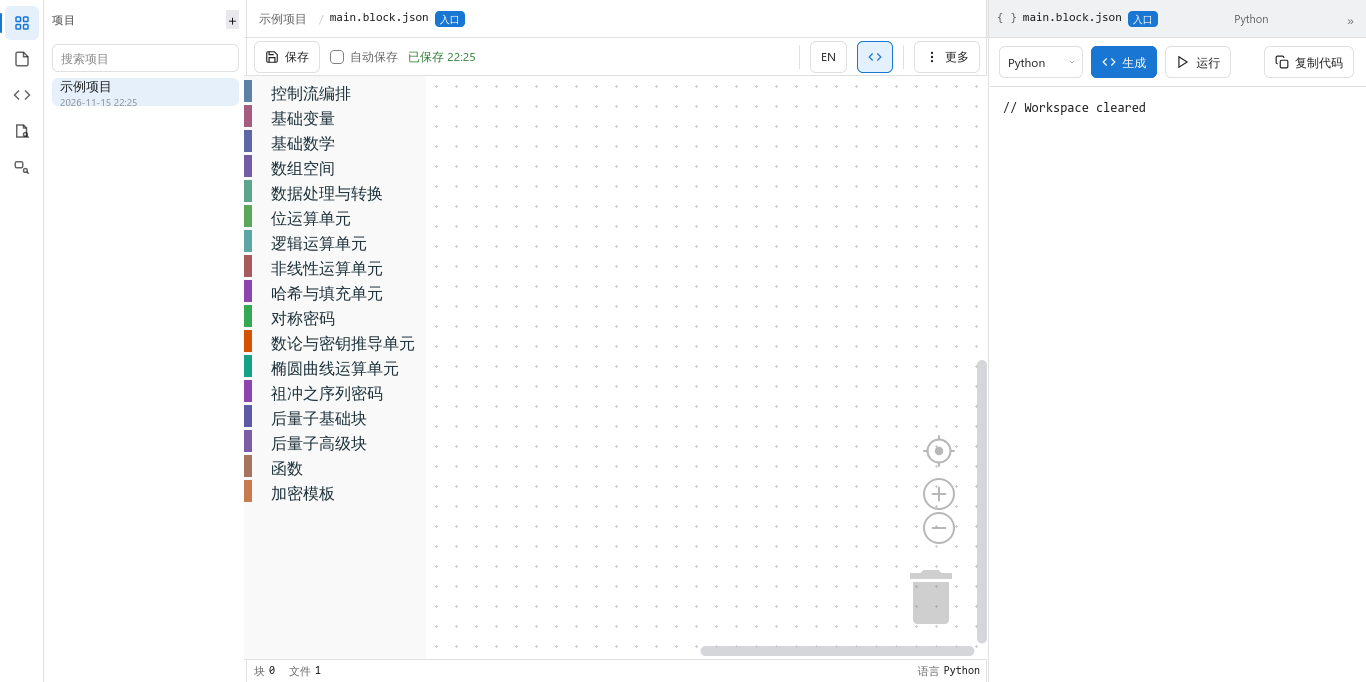 项目
+
搜索项目
示例项目
2026-11-15 22:25
示例项目 / main.block.json 入口
保存 自动保存 已保存 22:25 EN 更多
控制流编排
基础变量
基础数学
数组空间
数据处理与转换
位运算单元
逻辑运算单元
非线性运算单元
哈希与填充单元
对称密码
数论与密钥推导单元
椭圆曲线运算单元
祖冲之序列密码
后量子基础块
后量子高级块
函数
加密模板
块 0 文件 1 语言 Python
{ } main.block.json 入口 Python »
Python 生成 运行 复制代码
// Workspace cleared